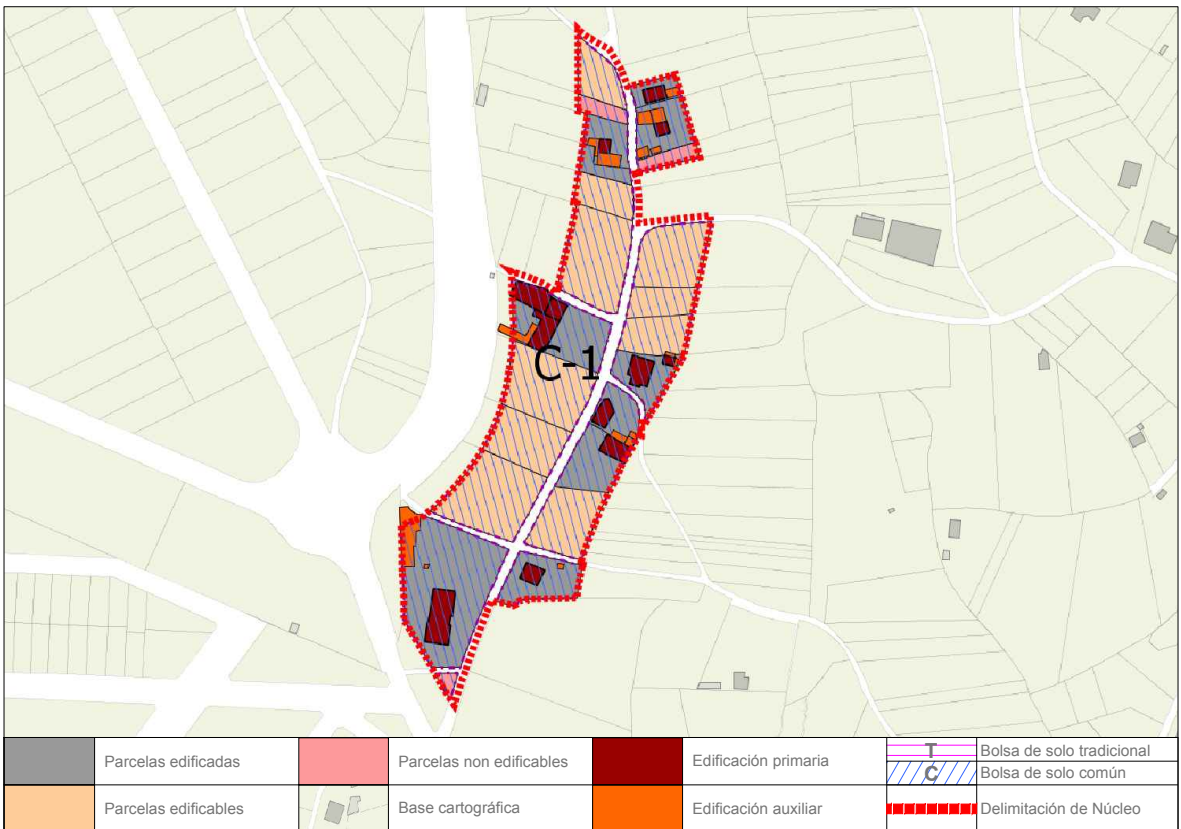 C-1
Parcelas edificadas
Parcelas non edificables
Edificación primaria
T
Bolsa de solo tradicional
C
Bolsa de solo común
Parcelas edificables
Base cartográfica
Edificación auxiliar
Delimitación de Núcleo